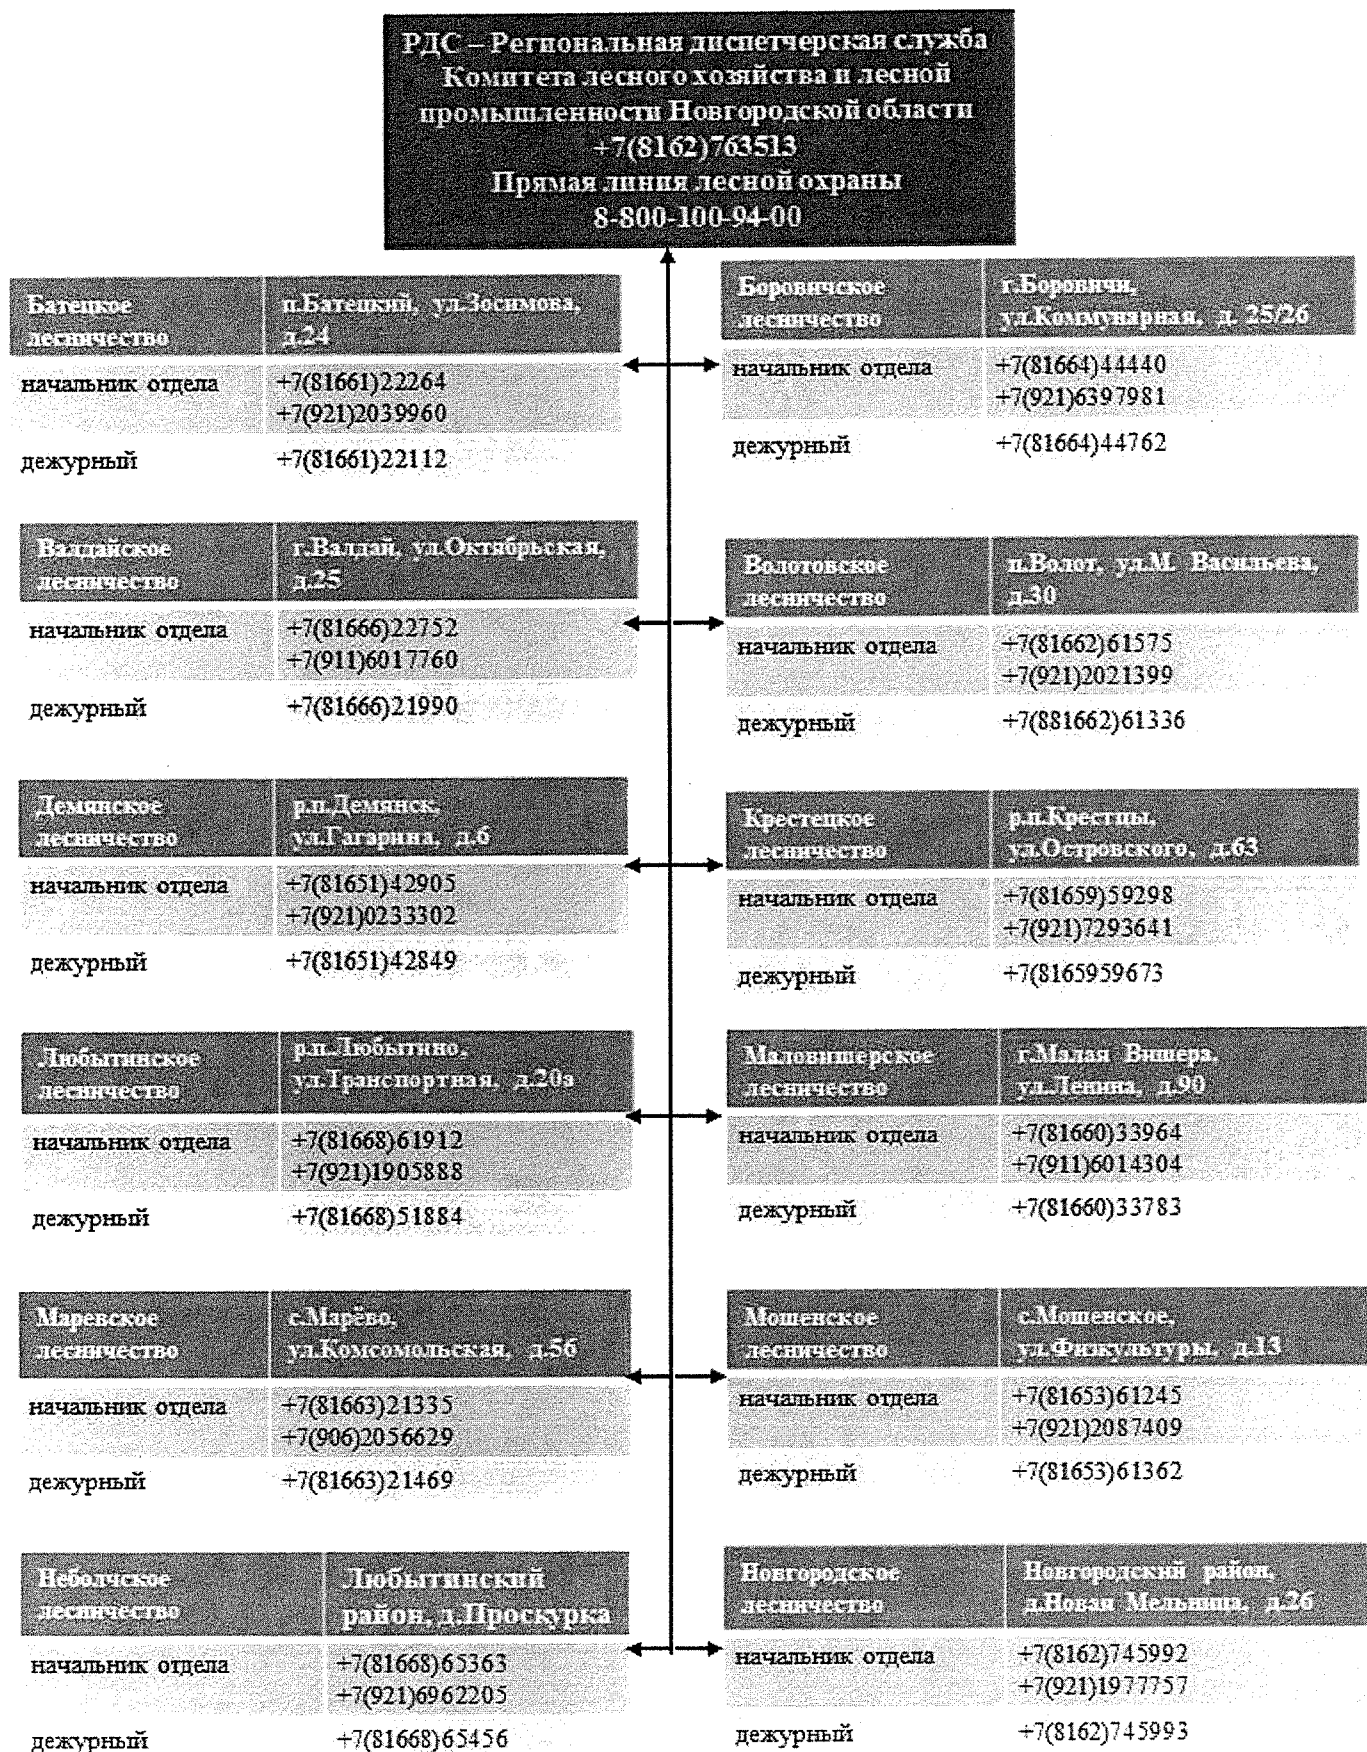 РДС – Региональная диспетчерская служба
Комитета лесного хозяйства и лесной
промышленности Новгородской области
+7(8162)763513
Прямая линия лесной охраны
8-800-100-94-00
Батецкое
лесничество
п.Батецкий, ул.Зосимова,
д.24
начальник отдела
+7(81661)22264
+7(921)2039960
дежурный
+7(81661)22112
Боровичское
лесничество
г.Боровичи,
ул.Коммунарная, д. 25/26
начальник отдела
+7(81664)44440
+7(921)6397981
дежурный
+7(81664)44762
Валдайское
лесничество
г.Валдай, ул.Октябрьская,
д.25
начальник отдела
+7(81666)22752
+7(911)6017760
дежурный
+7(81666)21990
Волотовское
лесничество
п.Волот, ул.М. Васильева,
д.30
начальник отдела
+7(81662)61575
+7(921)2021399
дежурный
+7(881662)61336
Демянское
лесничество
р.п.Демянск,
ул.Гагарина, д.6
начальник отдела
+7(81651)42905
+7(921)0233302
дежурный
+7(81651)42849
Крестецкое
лесничество
р.п.Крестцы,
ул.Островского, д.63
начальник отдела
+7(81659)59298
+7(921)7293641
дежурный
+7(8165959673
Любытинское
лесничество
р.п.Любытино,
ул.Транспортная, д.20а
начальник отдела
+7(81668)61912
+7(921)1905888
дежурный
+7(81668)51884
Маловишерское
лесничество
г.Малая Вишера,
ул.Ленина, д.90
начальник отдела
+7(81660)33964
+7(911)6014304
дежурный
+7(81660)33783
Маревское
лесничество
с.Марёво,
ул.Комсомольская, д.56
начальник отдела
+7(81663)21335
+7(906)2056629
дежурный
+7(81663)21469
Мошенское
лесничество
с.Мошенское,
ул.Физкультуры, д.13
начальник отдела
+7(81653)61245
+7(921)2087409
дежурный
+7(81653)61362
Неболчское
лесничество
Любытинский
район, д.Проскурка
начальник отдела
+7(81668)65363
+7(921)6962205
дежурный
+7(81668)65456
Новгородское
лесничество
Новгородский район,
д.Новая Мельница, д.26
начальник отдела
+7(8162)745992
+7(921)1977757
дежурный
+7(8162)745993